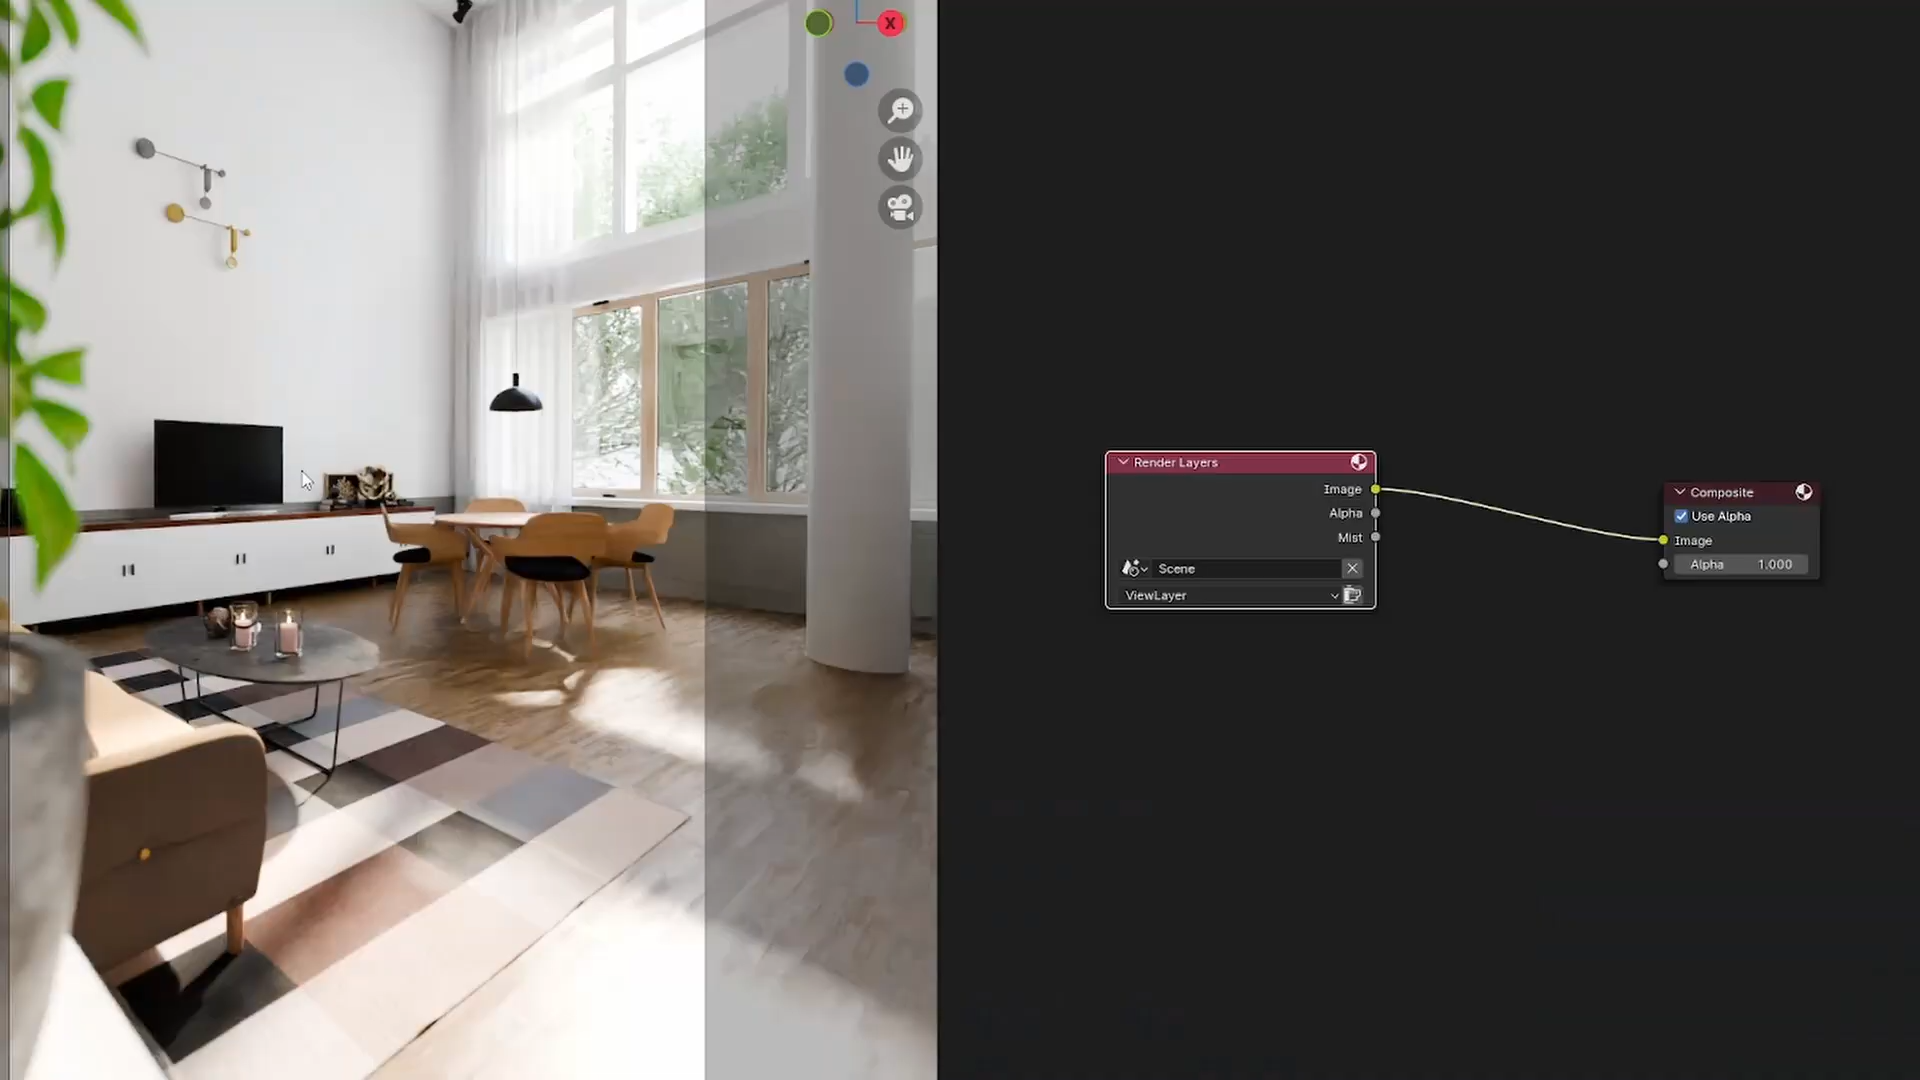 X
Render Layers
Image
Alpha
Mist
Scene
ViewLayer
Composite
Use Alpha
Image
Alpha 1.000